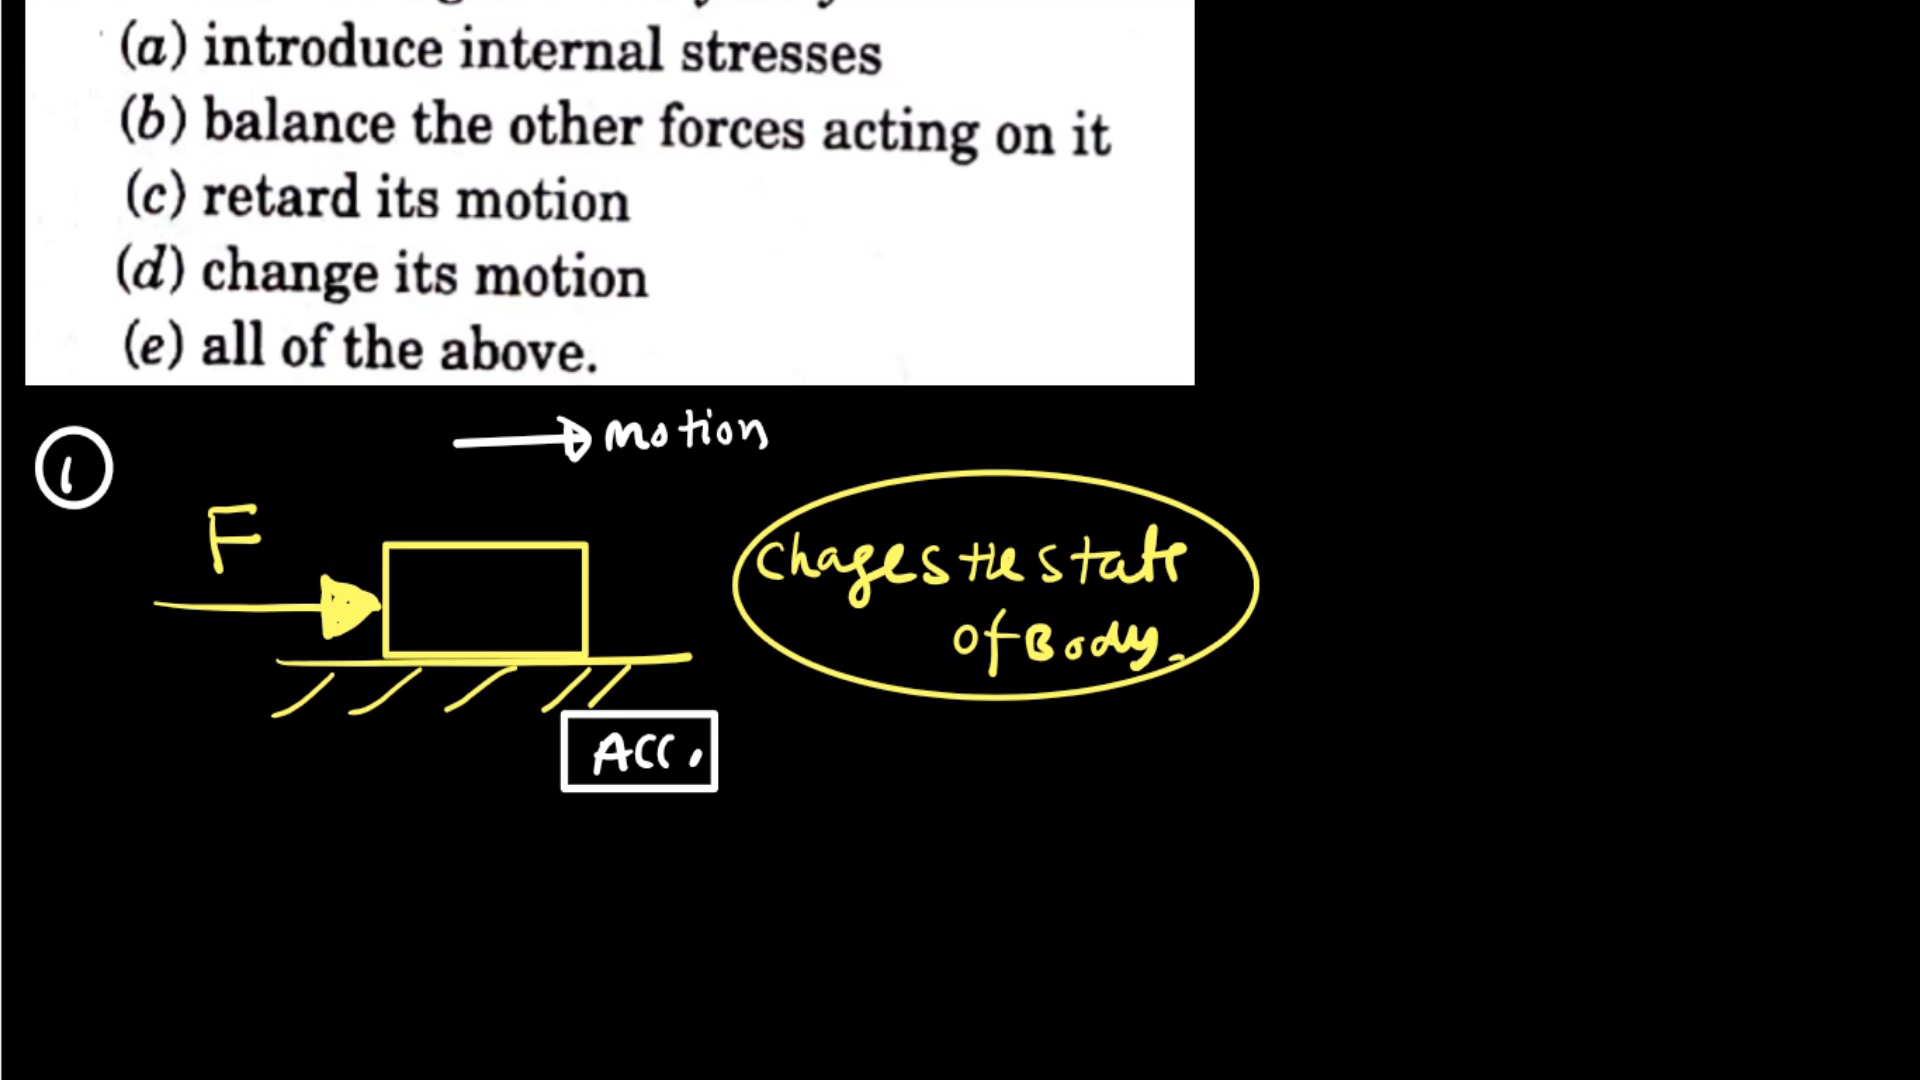 (a) introduce internal stresses
(b) balance the other forces acting on it
(c) retard its motion
(d) change its motion
(e) all of the above.
motion
1
F
Chages the state
of Body.
Acc.